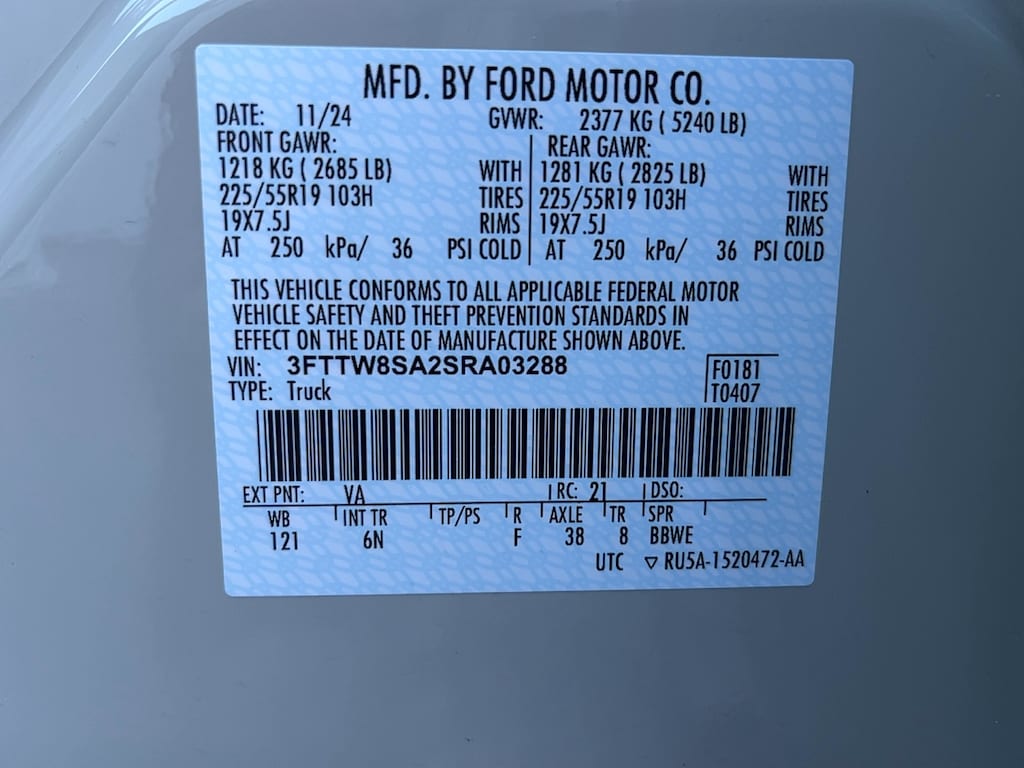 MFD. BY FORD MOTOR CO.
DATE: 11/24 GVWR: 2377 KG ( 5240 LB)
FRONT GAWR: REAR GAWR:
1218 KG ( 2685 LB) WITH 1281 KG ( 2825 LB) WITH
225/55R19 103H TIRES 225/55R19 103H TIRES
19X7.5J RIMS 19X7.5J RIMS
AT 250 kPa/ 36 PSI COLD AT 250 kPa/ 36 PSI COLD
THIS VEHICLE CONFORMS TO ALL APPLICABLE FEDERAL MOTOR
VEHICLE SAFETY AND THEFT PREVENTION STANDARDS IN
EFFECT ON THE DATE OF MANUFACTURE SHOWN ABOVE.
VIN: 3FTTW8SA2SRA03288 F0181
TYPE: Truck T0407
EXT PNT: VA RC: 21 DSO:
WB INT TR TP/PS R AXLE TR SPR
121 6N F 38 8 BBWE
UTC ▽ RU5A-1520472-AA